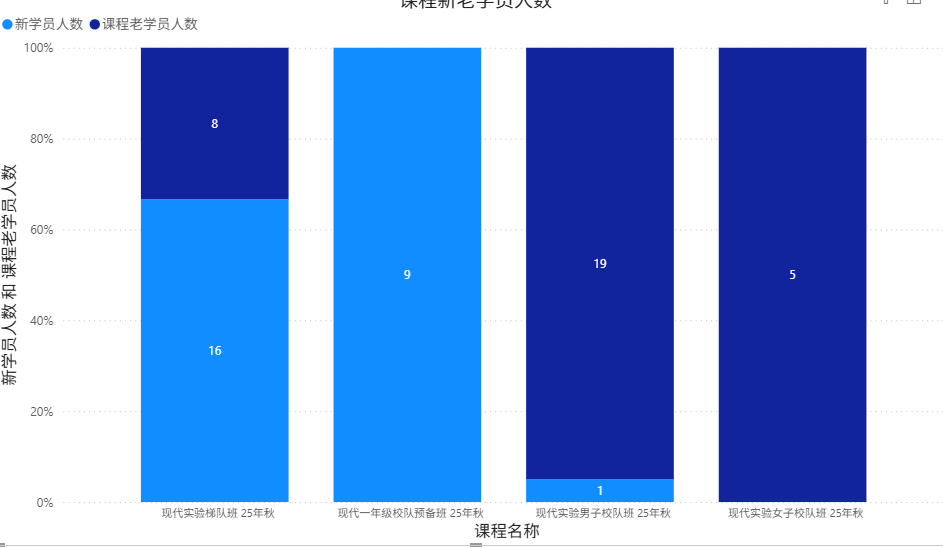 课程新老学员人数
新学员人数 课程老学员人数
新学员人数 和 课程老学员人数
100%
80%
60%
40%
20%
0%
8
16
9
19
1
5
现代实验梯队班 25年秋 现代一年级校队预备班 25年秋 现代实验男子校队班 25年秋 现代实验女子校队班 25年秋
课程名称